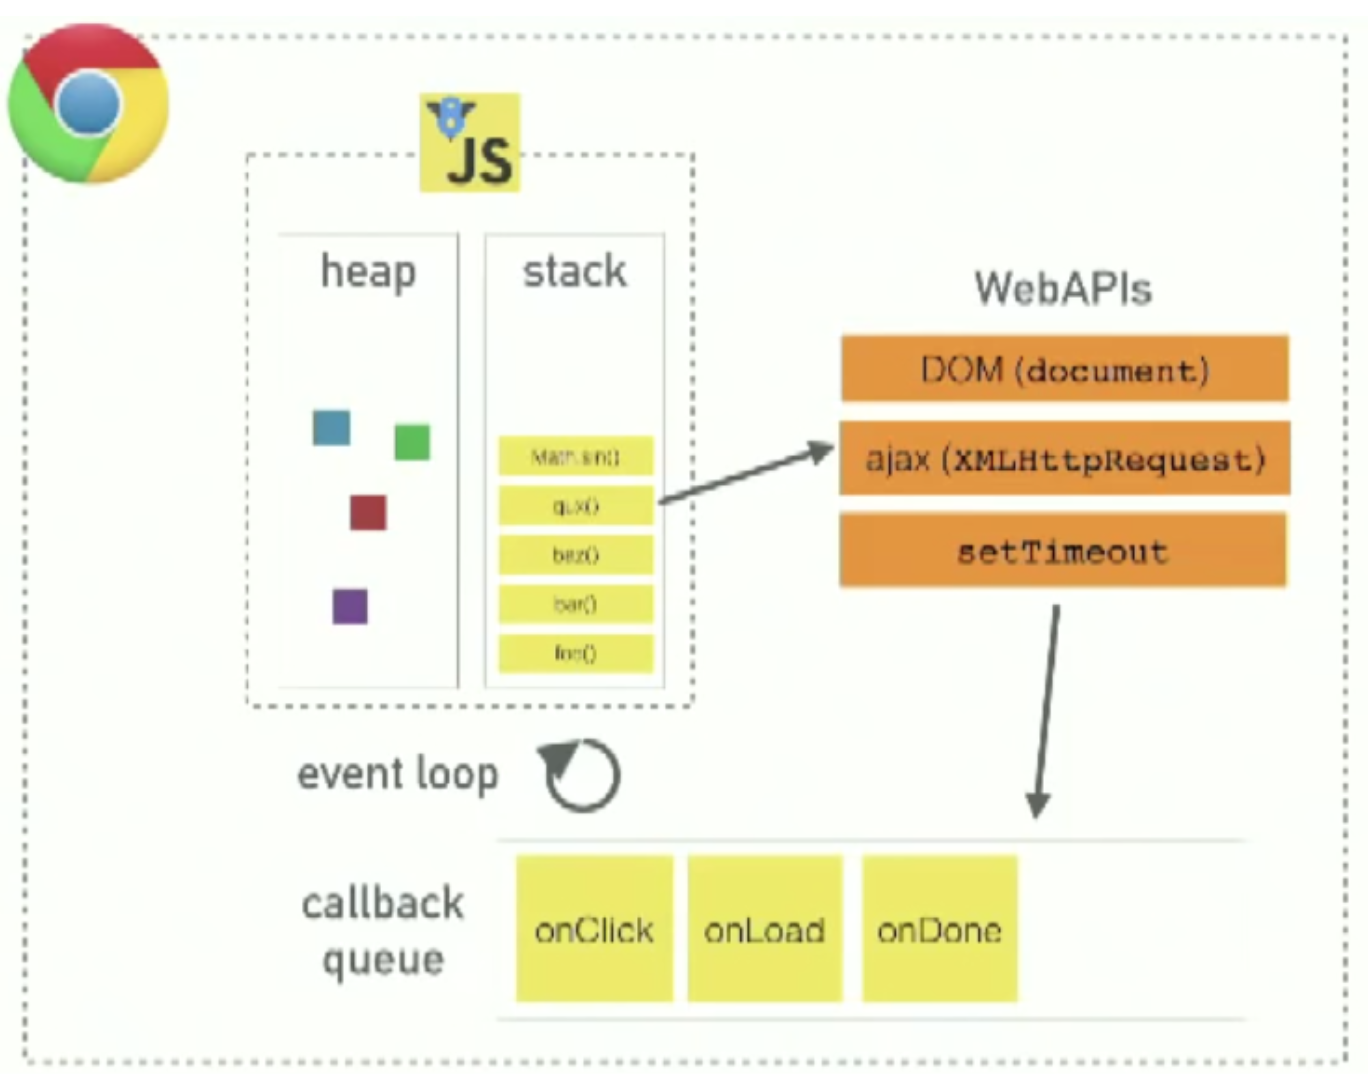 8
JS
heap
stack
Math.sin()
qux()
baz()
bar()
foo()
WebAPIs
DOM (document)
ajax (XMLHttpRequest)
setTimeout
event loop
callback
queue
onClick
onLoad
onDone